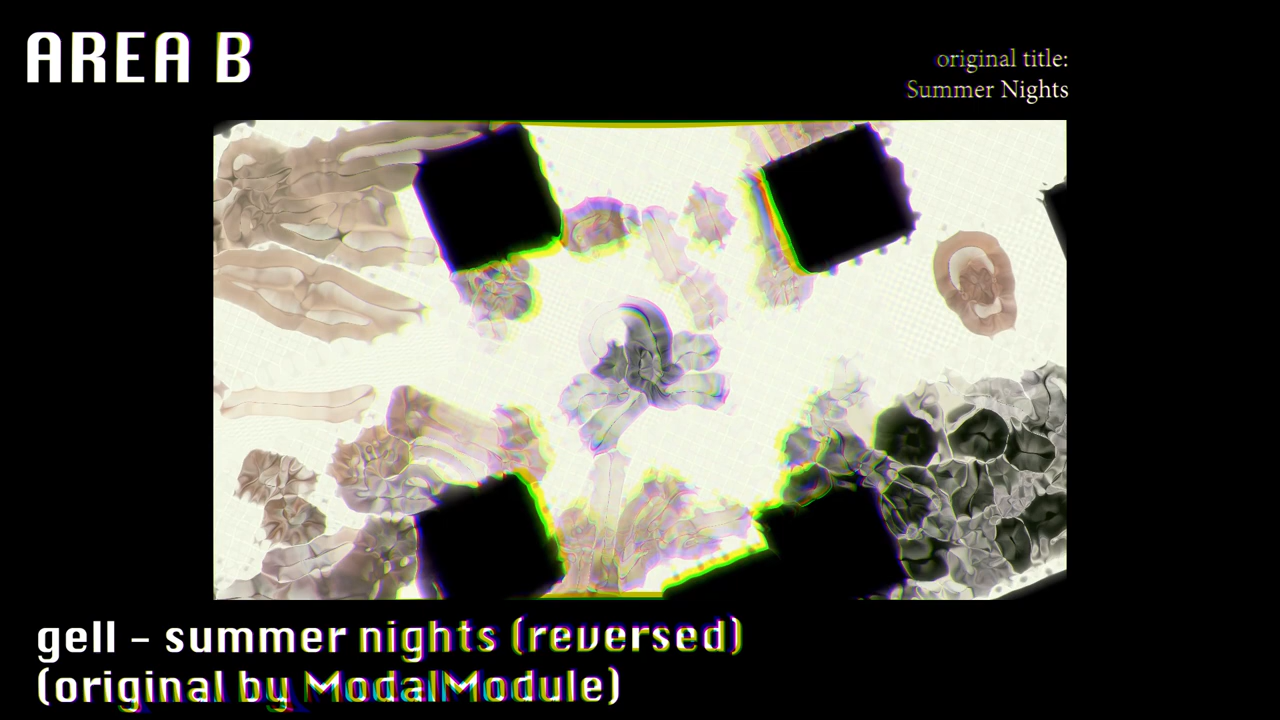 AREA B
original title:
Summer Nights
gell - summer nights (reversed)
(original by ModalModule)